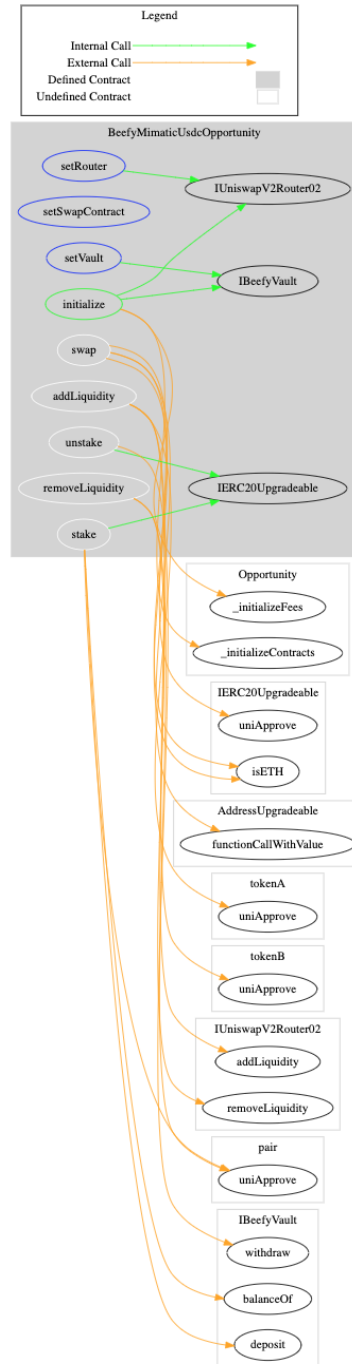 Legend
Internal Call
External Call
Defined Contract
Undefined Contract
BeefyMimaticUsdcOpportunity
setRouter
IUniswapV2Router02
setSwapContract
setVault
IBeefyVault
initialize
swap
addLiquidity
unstake
removeLiquidity
IERC20Upgradeable
stake
Opportunity
_initializeFees
_initializeContracts
IERC20Upgradeable
uniApprove
isETH
AddressUpgradeable
functionCallWithValue
tokenA
uniApprove
tokenB
uniApprove
IUniswapV2Router02
addLiquidity
removeLiquidity
pair
uniApprove
IBeefyVault
withdraw
balanceOf
deposit